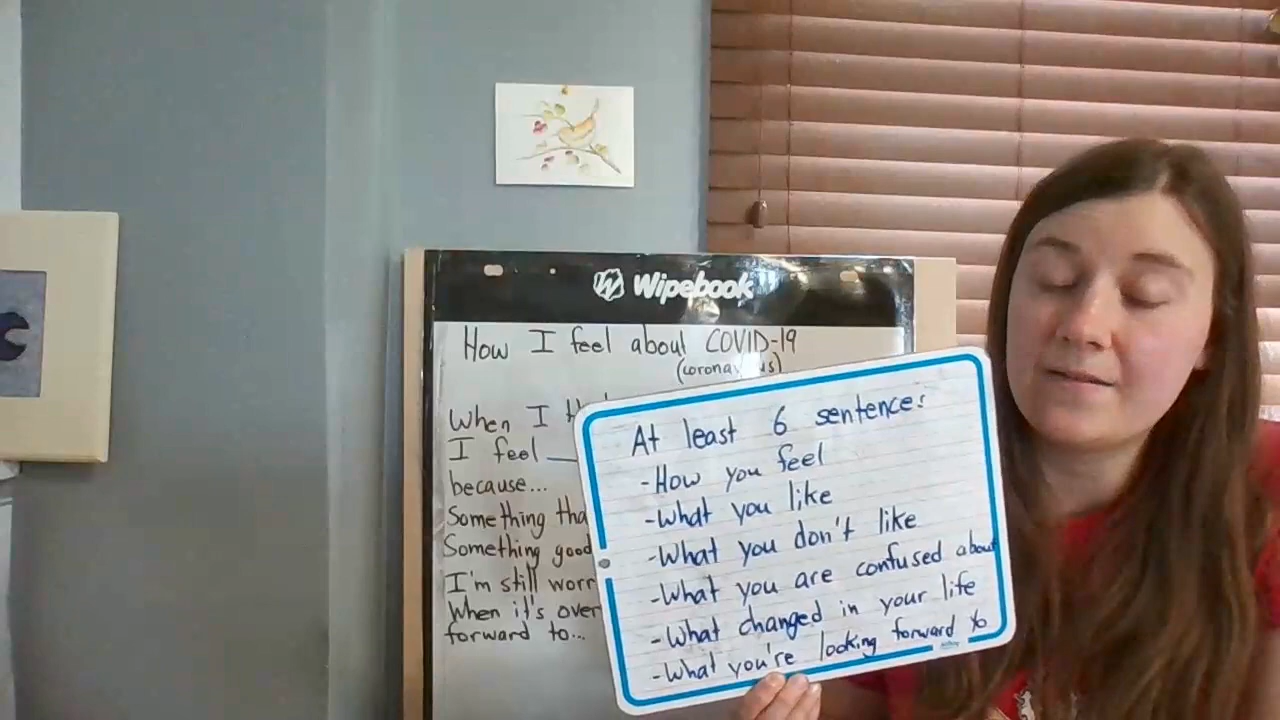 Wipebook
How I feel about COVID-19
When I
I feel
because...
Something
Something good
I'm still
When it's over
forward to...
At least 6 sentences:
-How you feel
-What you like
-What you don't like
-What you are confused about
-What changed in your life
-What you're looking forward to